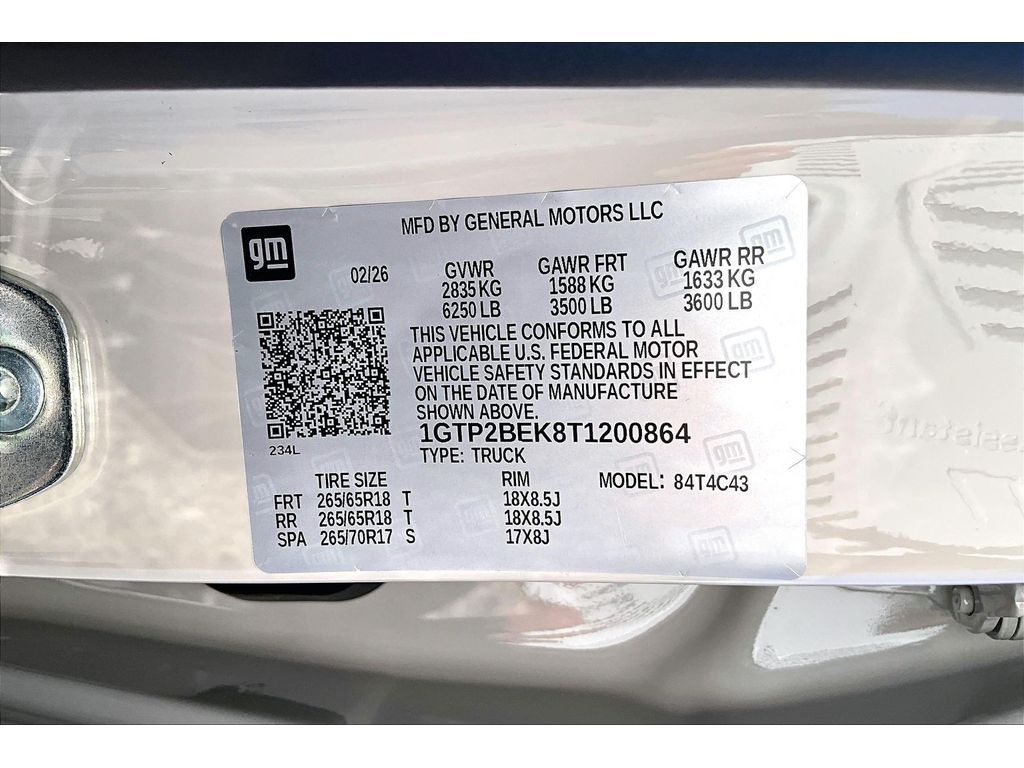 MFD BY GENERAL MOTORS LLC
gm
02/26
GVWR GAWR FRT GAWR RR
2835 KG 1588 KG 1633 KG
6250 LB 3500 LB 3600 LB
THIS VEHICLE CONFORMS TO ALL
APPLICABLE U.S. FEDERAL MOTOR
VEHICLE SAFETY STANDARDS IN EFFECT
ON THE DATE OF MANUFACTURE
SHOWN ABOVE.
1GTP2BEK8T1200864
234L
TYPE: TRUCK
TIRE SIZE RIM MODEL: 84T4C43
FRT 265/65R18 T 18X8.5J
RR 265/65R18 T 18X8.5J
SPA 265/70R17 S 17X8J